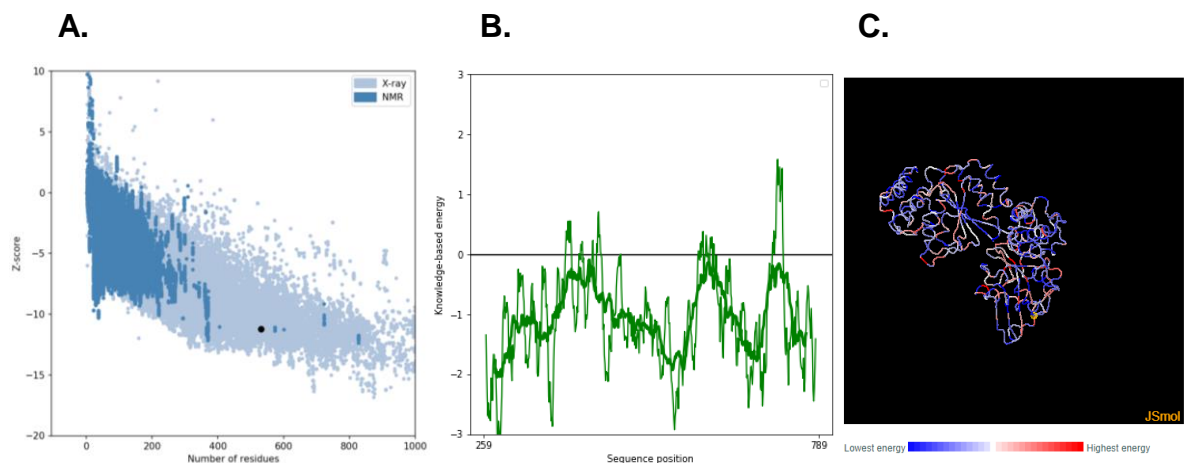 A.
B.
C.
10
5
0
−5
−10
−15
−20
Z-score
0
200
400
600
800
1000
Number of residues
X-ray
NMR
3
2
1
0
−1
−2
−3
Knowledge-based energy
259
789
Sequence position
JSmol
Lowest energy
Highest energy